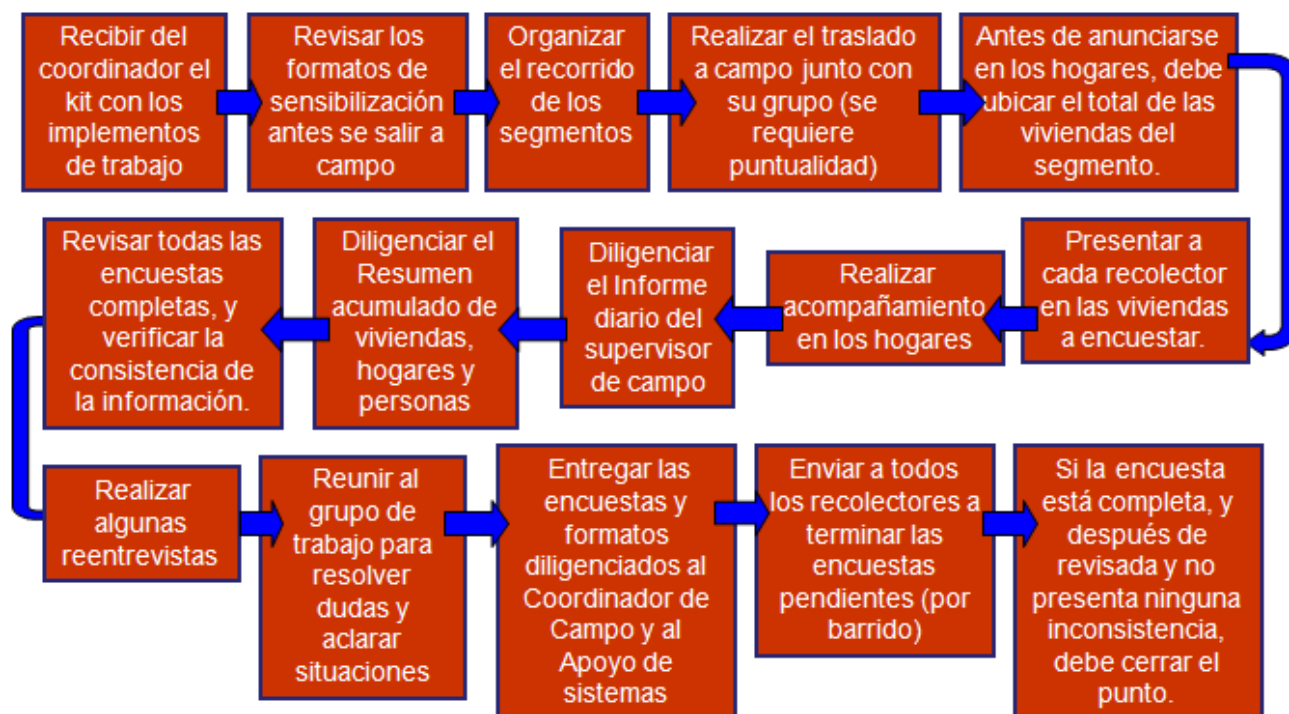 Recibir del
coordinador el
kit con los
implementos
de trabajo
Revisar los
formatos de
sensibilización
antes se salir a
campo
Organizar
el recorrido
de los
segmentos
Realizar el traslado
a campo junto con
su grupo (se
requiere
puntualidad)
Antes de anunciarse
en los hogares, debe
ubicar el total de las
viviendas del
segmento.
Presentar a
cada recolector
en las viviendas
a encuestar.
Realizar
acompañamiento
en los hogares
Diligenciar
el Informe
diario del
supervisor
de campo
Diligenciar el
Resumen
acumulado de
viviendas,
hogares y
personas
Revisar todas las
encuestas
completas, y
verificar la
consistencia de
la información.
Realizar
algunas
reentrevistas
Reunir al
grupo de
trabajo para
resolver
dudas y
aclarar
situaciones
Entregar las
encuestas y
formatos
diligenciados al
Coordinador de
Campo y al
Apoyo de
sistemas
Enviar a todos
los recolectores a
terminar las
encuestas
pendientes (por
barrido)
Si la encuesta
está completa, y
después de
revisada y no
presenta ninguna
inconsistencia,
debe cerrar el
punto.